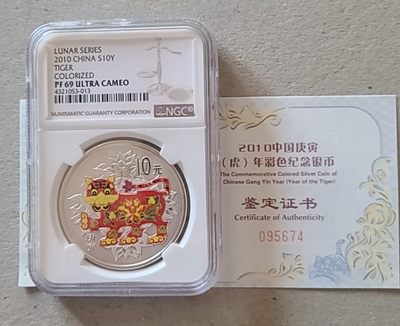 LUNAR SERIES
2010 CHINA S10Y
TIGER
COLORIZED
PF 69 ULTRA CAMEO
4321053-013
NUMISMATIC GUARANTY CORPORATION
NGC
10元
2010中国庚寅
（虎）年彩色纪念银币
The Commemorative Colored Silver Coin of
Chinese Geng Yin Year (Year of the Tiger)
鉴定证书
Certificate of Authenticity
095674